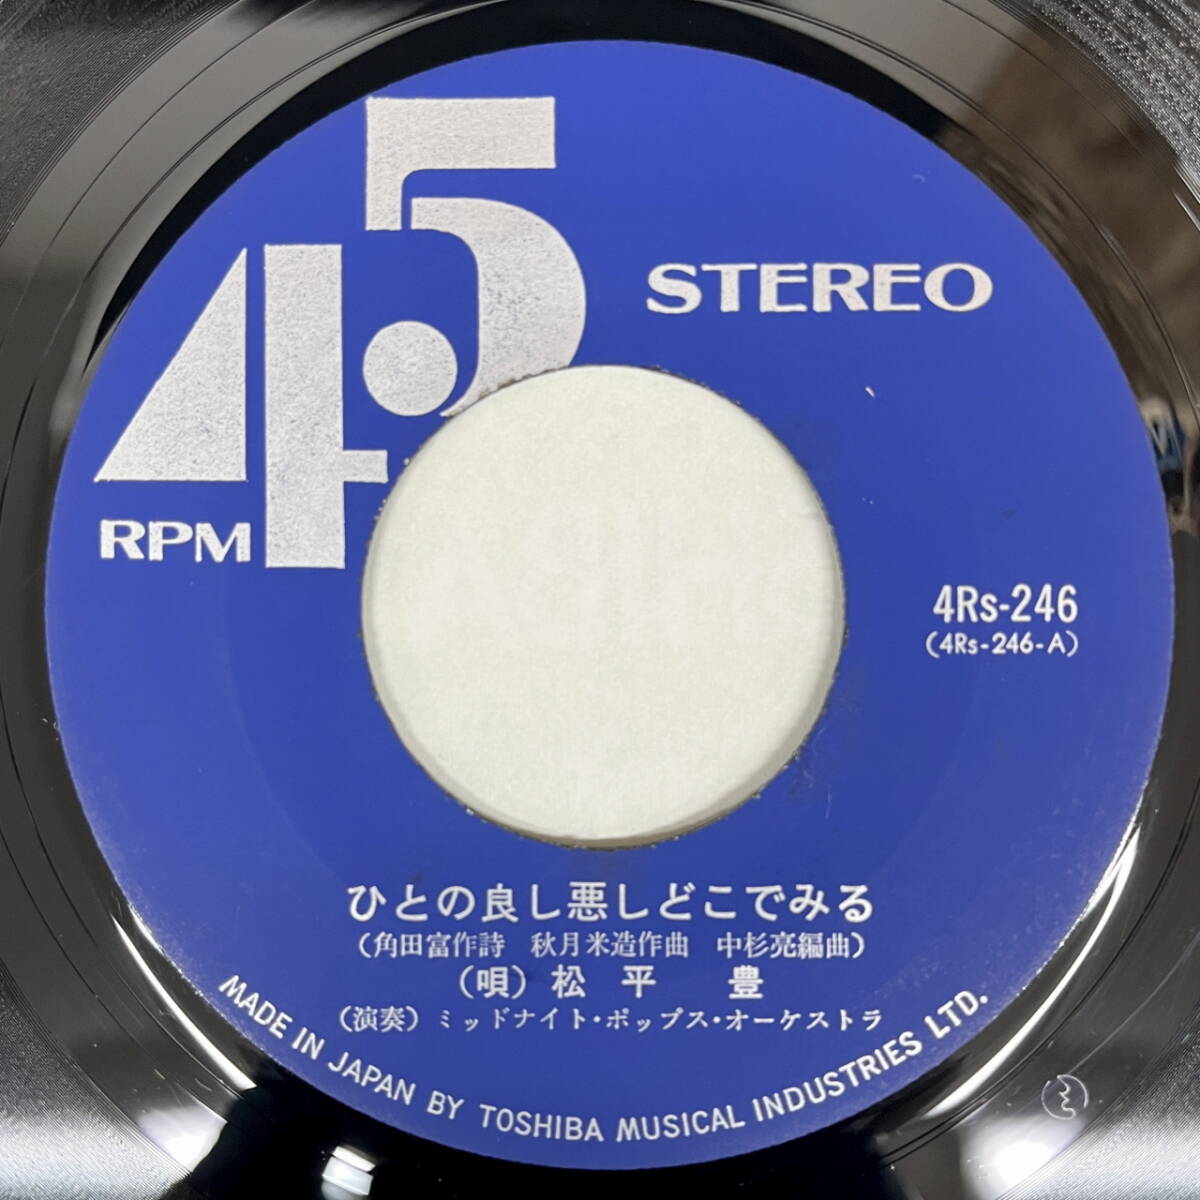 45
STEREO
RPM
4Rs-246
(4Rs-246-A)
ひとの良し悪しどこでみる
(角田富作詩 秋月米造作曲 中杉亮編曲)
(唄) 松平 豊
(演奏) ミッドナイト・ポップス・オーケストラ
MADE IN JAPAN BY TOSHIBA MUSICAL INDUSTRIES LTD.